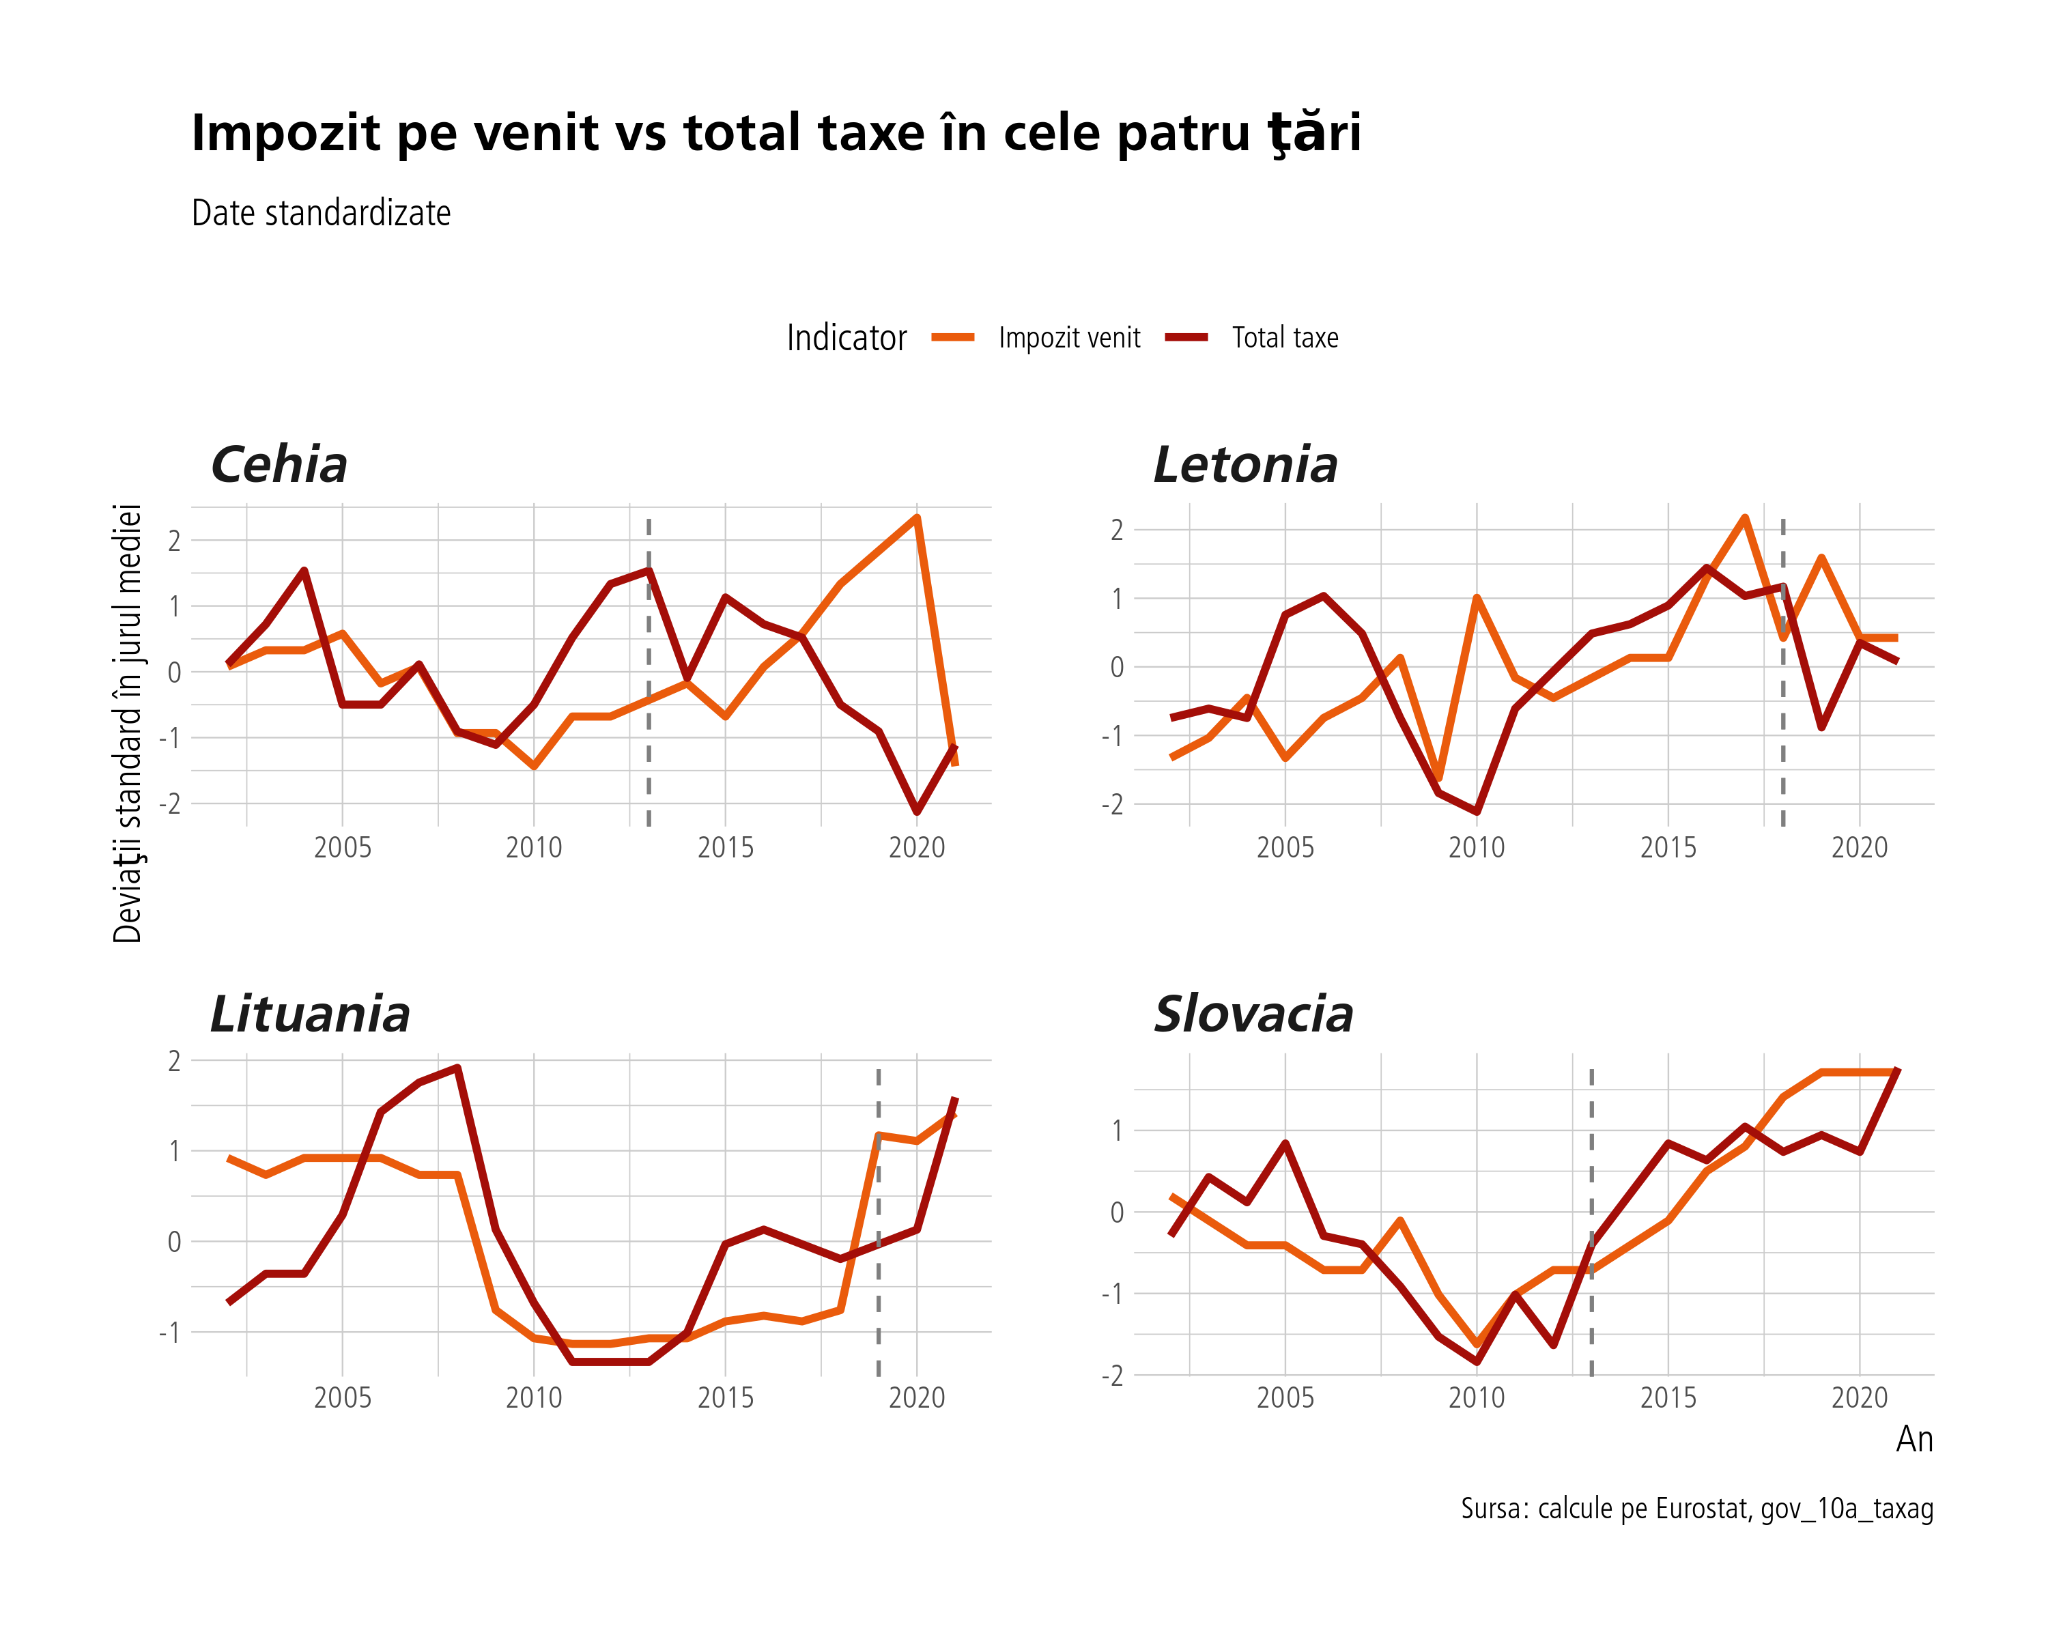 Impozit pe venit vs total taxe în cele patru ţări
Date standardizate
Indicator Impozit venit Total taxe
Deviaţii standard în jurul mediei
Cehia
2
1
0
-1
-2
2005 2010 2015 2020
Letonia
2
1
0
-1
-2
2005 2010 2015 2020
Lituania
2
1
0
-1
2005 2010 2015 2020
Slovacia
1
0
-1
-2
2005 2010 2015 2020
An
Sursa: calcule pe Eurostat, gov_10a_taxag